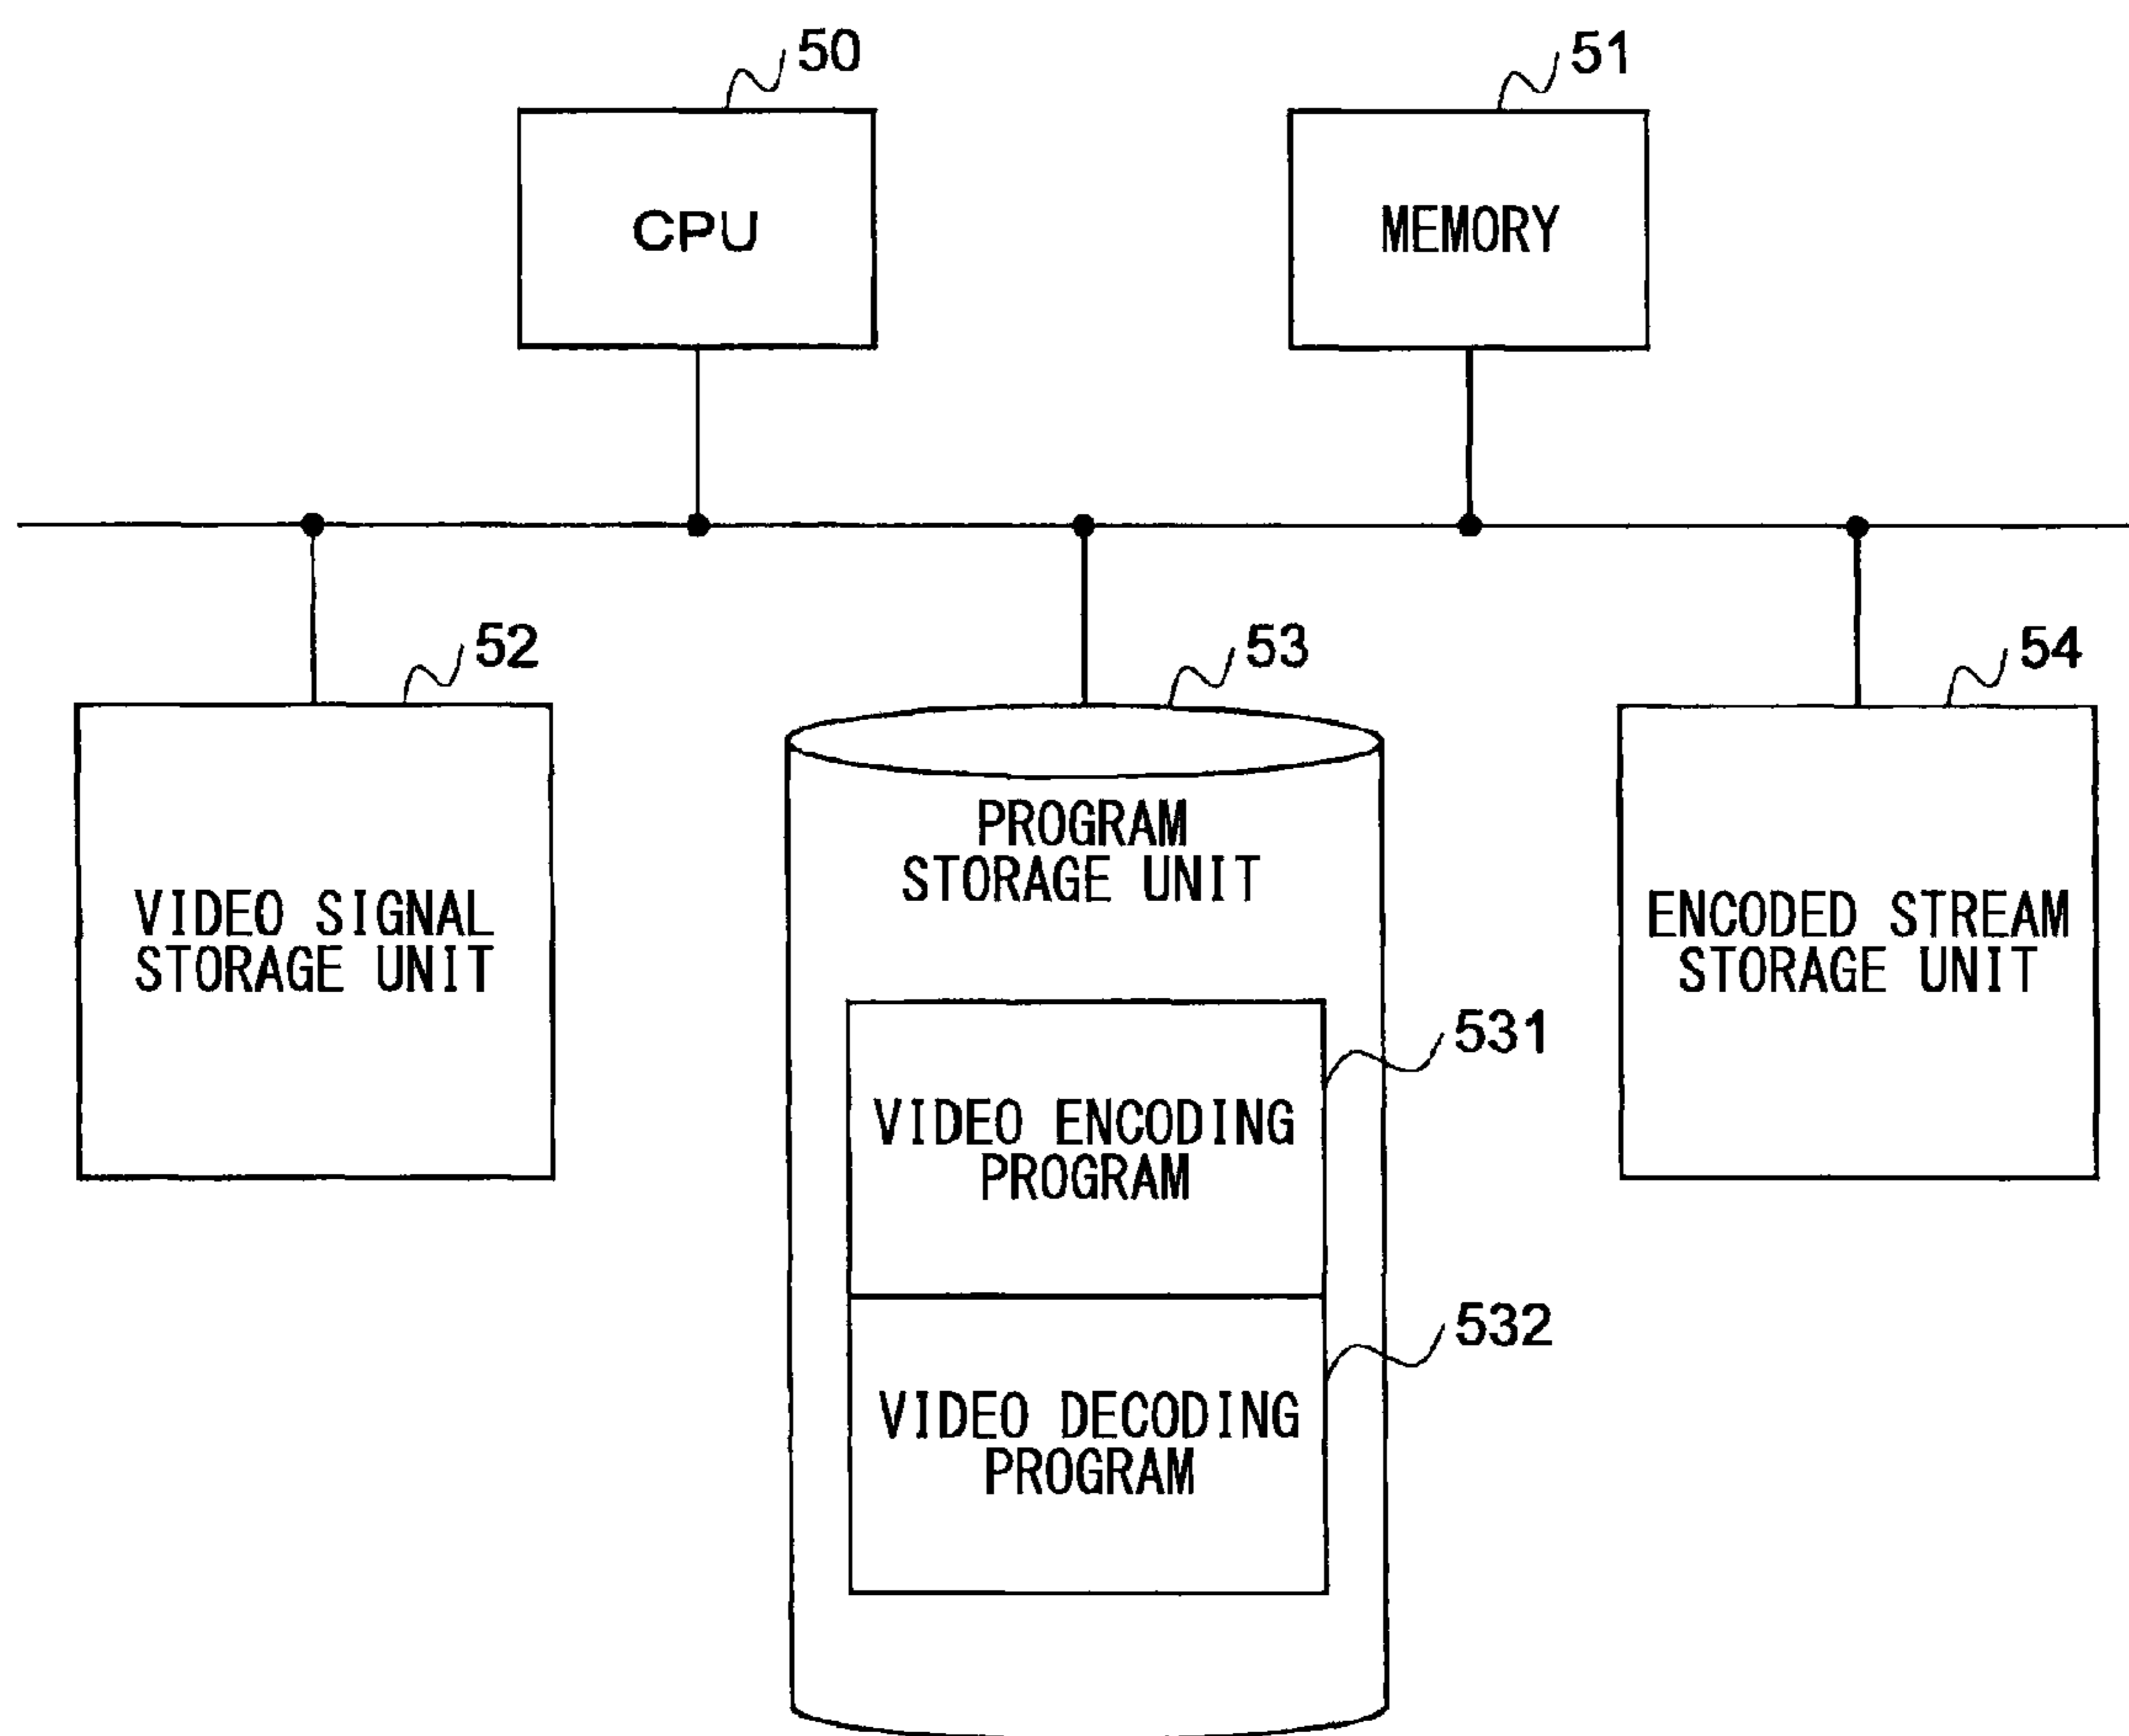 50
51
CPU
MEMORY
52
53
54
VIDEO SIGNAL
STORAGE UNIT
PROGRAM
STORAGE UNIT
ENCODED STREAM
STORAGE UNIT
531
VIDEO ENCODING
PROGRAM
532
VIDEO DECODING
PROGRAM